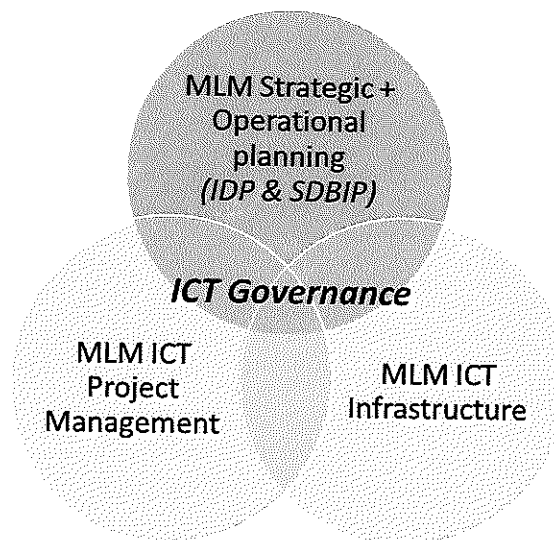 MLM Strategic +
Operational
planning
(IDP & SDBIP)
ICT Governance
MLM ICT
Project
Management
MLM ICT
Infrastructure